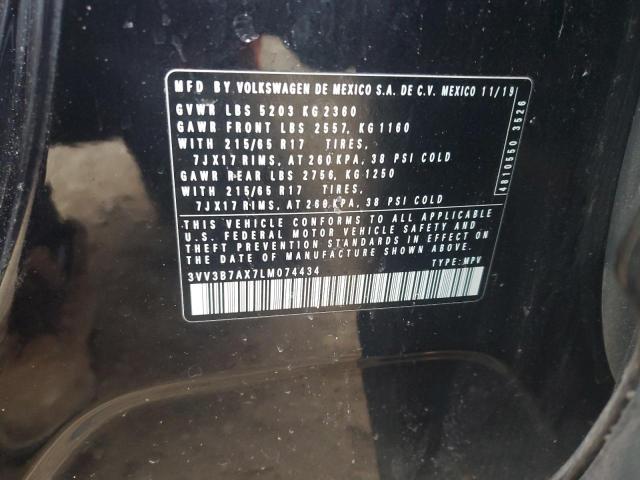 MFD BY VOLKSWAGEN DE MEXICO S.A. DE C.V. MEXICO 11/19
GVWR LBS 5203 KG 2360
GAWR FRONT LBS 2557, KG 1160
WITH 215/65 R17 TIRES,
7JX17 RIMS, AT 260 KPA, 38 PSI COLD
GAWR REAR LBS 2756, KG 1250
WITH 215/65 R17 TIRES,
7JX17 RIMS, AT 260 KPA, 38 PSI COLD
THIS VEHICLE CONFORMS TO ALL APPLICABLE
U.S. FEDERAL MOTOR VEHICLE SAFETY AND
THEFT PREVENTION STANDARDS IN EFFECT ON
THE DATE OF MANUFACTURE SHOWN ABOVE.
3VV3B7AX7LM074434 TYPE: MPV
4810550 3526